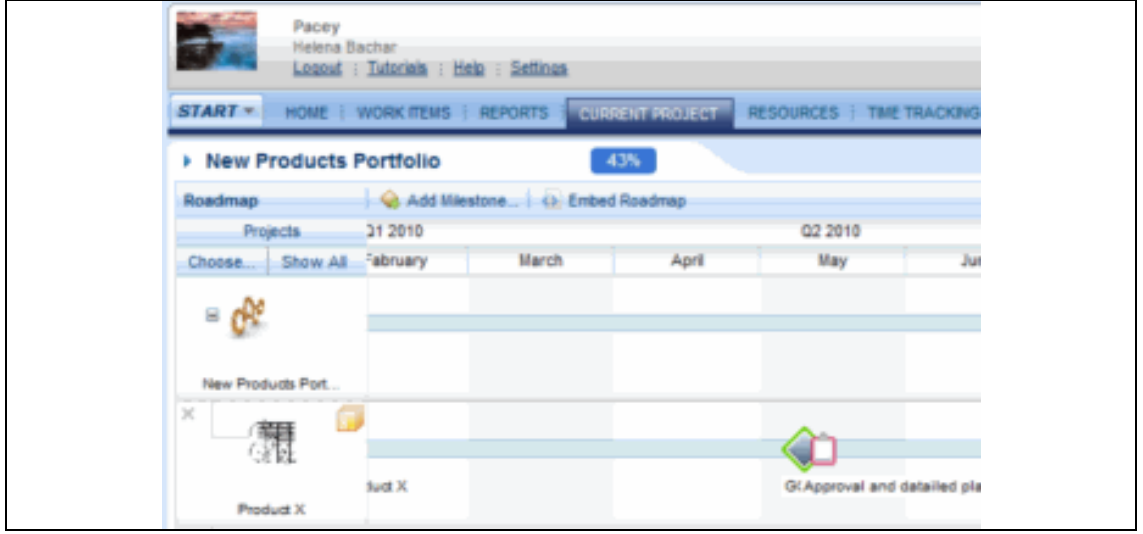 Pacey
Helena Bachar
Logout : Tutorials : Help : Settings
START HOME WORK ITEMS REPORTS CURRENT PROJECT RESOURCES TIME TRACKING
New Products Portfolio 43%
Roadmap Add Milestone... Embed Roadmap
Projects Q1 2010 Q2 2010
Choose... Show All February March April May Ju
New Products Port...
duct X Approval and datailed pla
Product X